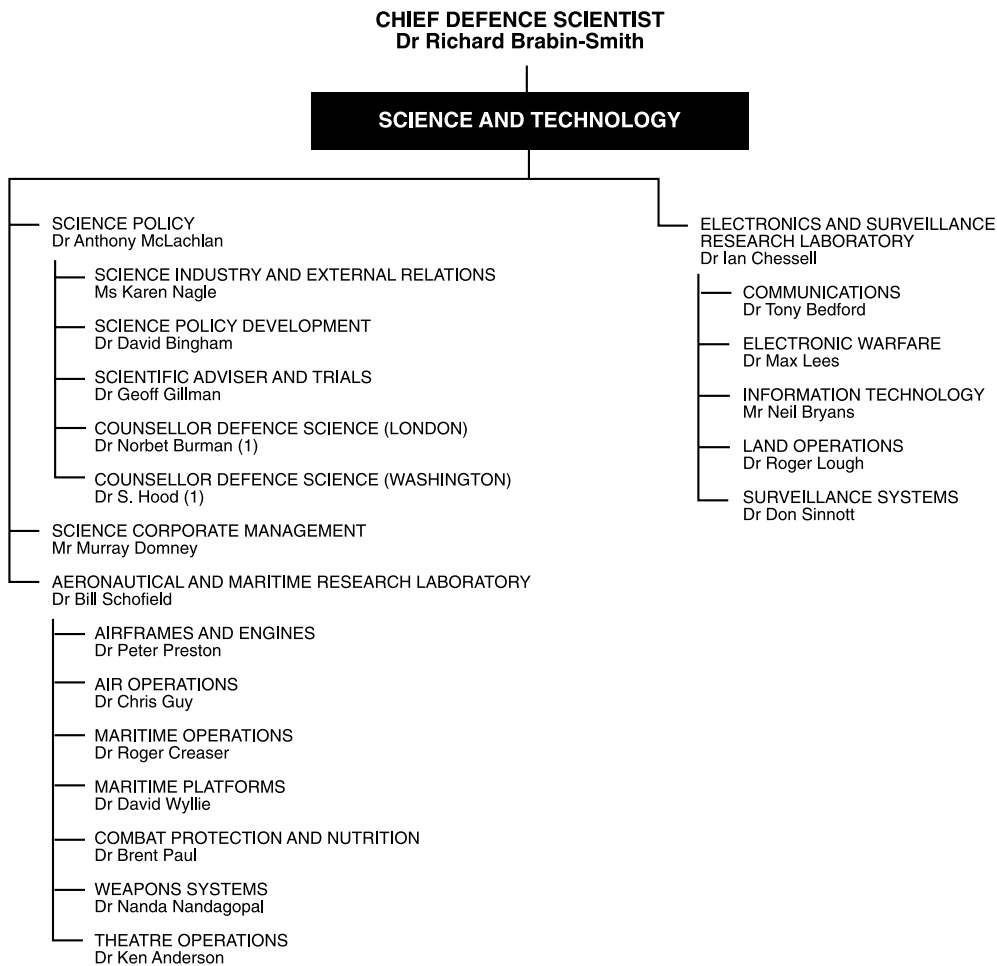 CHIEF DEFENCE SCIENTIST
Dr Richard Brabin-Smith
SCIENCE AND TECHNOLOGY
SCIENCE POLICY
Dr Anthony McLachlan
SCIENCE INDUSTRY AND EXTERNAL RELATIONS
Ms Karen Nagle
SCIENCE POLICY DEVELOPMENT
Dr David Bingham
SCIENTIFIC ADVISER AND TRIALS
Dr Geoff Gillman
COUNSELLOR DEFENCE SCIENCE (LONDON)
Dr Norbet Burman (1)
COUNSELLOR DEFENCE SCIENCE (WASHINGTON)
Dr S. Hood (1)
SCIENCE CORPORATE MANAGEMENT
Mr Murray Domney
AERONAUTICAL AND MARITIME RESEARCH LABORATORY
Dr Bill Schofield
AIRFRAMES AND ENGINES
Dr Peter Preston
AIR OPERATIONS
Dr Chris Guy
MARITIME OPERATIONS
Dr Roger Creaser
MARITIME PLATFORMS
Dr David Wyllie
COMBAT PROTECTION AND NUTRITION
Dr Brent Paul
WEAPONS SYSTEMS
Dr Nanda Nandagopal
THEATRE OPERATIONS
Dr Ken Anderson
ELECTRONICS AND SURVEILLANCE
RESEARCH LABORATORY
Dr Ian Chessell
COMMUNICATIONS
Dr Tony Bedford
ELECTRONIC WARFARE
Dr Max Lees
INFORMATION TECHNOLOGY
Mr Neil Bryans
LAND OPERATIONS
Dr Roger Lough
SURVEILLANCE SYSTEMS
Dr Don Sinnott